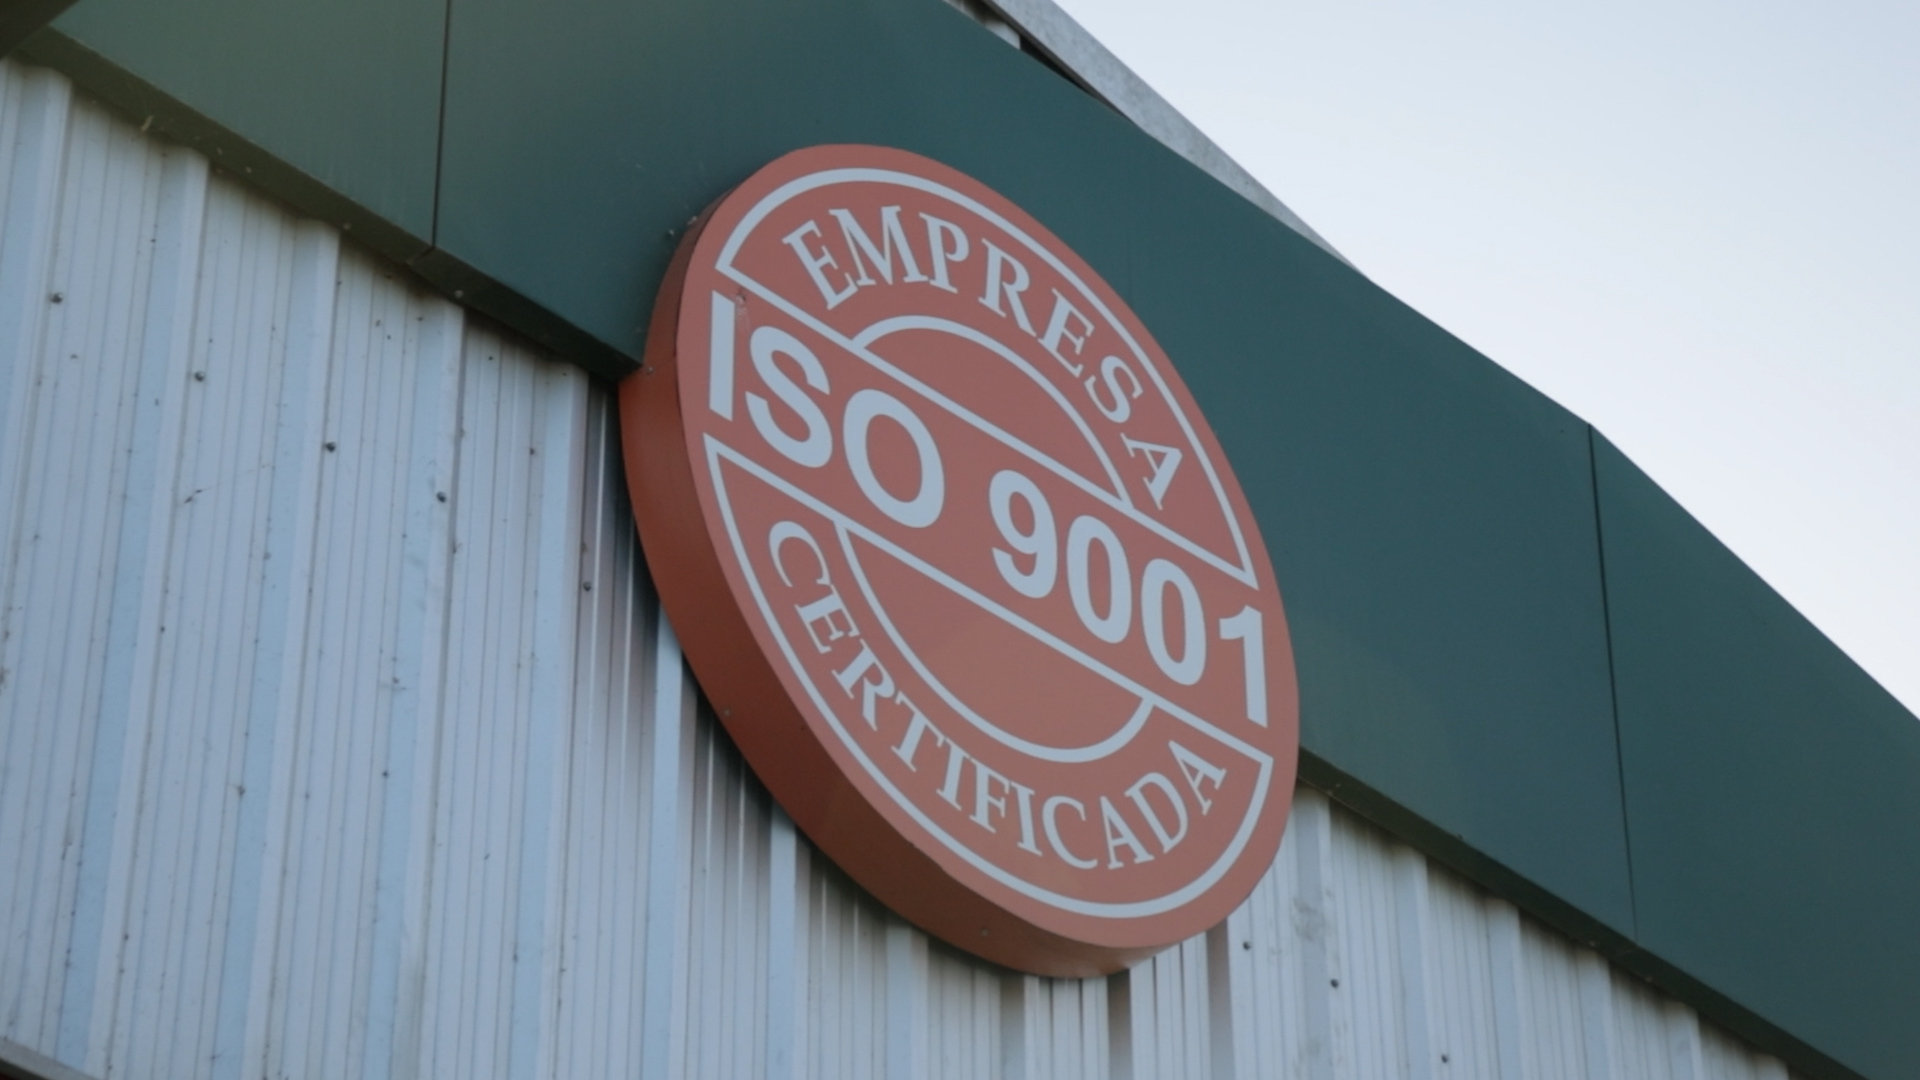 EMPRESA
ISO 9001
CERTIFICADA